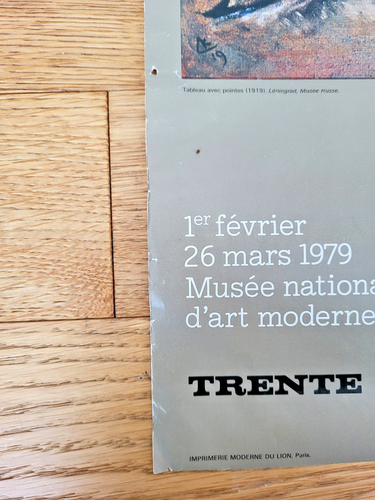 19
Tableau avec pointes (1919). Léningrad, Musée russe.
1er février
26 mars 1979
Musée nationa
d'art moderne
TRENTE
IMPRIMERIE MODERNE DU LION, Paris.